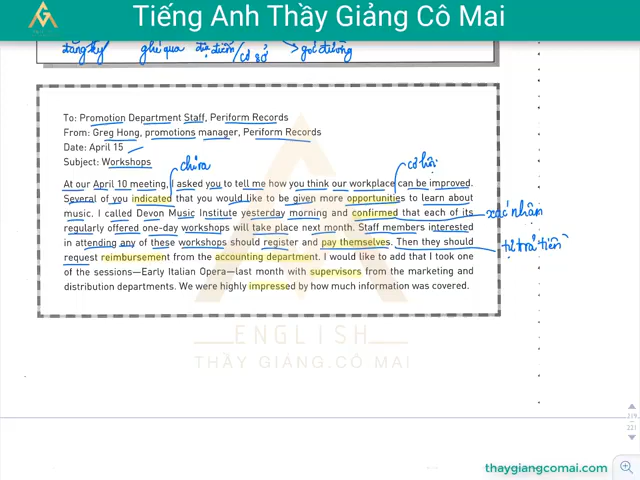 Tiếng Anh Thầy Giảng Cô Mai
đăng ký ghé qua địa điểm/cơ sở gói đường
To: Promotion Department Staff, Periform Records
From: Greg Hong, promotions manager, Periform Records
Date: April 15
Subject: Workshops
chỉ ra cơ hội
At our April 10 meeting, I asked you to tell me how you think our workplace can be improved.
Several of you indicated that you would like to be given more opportunities to learn about
music. I called Devon Music Institute yesterday morning and confirmed that each of its
xác nhận
regularly offered one-day workshops will take place next month. Staff members interested
in attending any of these workshops should register and pay themselves. Then they should
tự trả tiền
request reimbursement from the accounting department. I would like to add that I took one
of the sessions—Early Italian Opera—last month with supervisors from the marketing and
distribution departments. We were highly impressed by how much information was covered.
ENGLISH
THẦY GIẢNG.CÔ MAI
219
221
thaygiangcomai.com